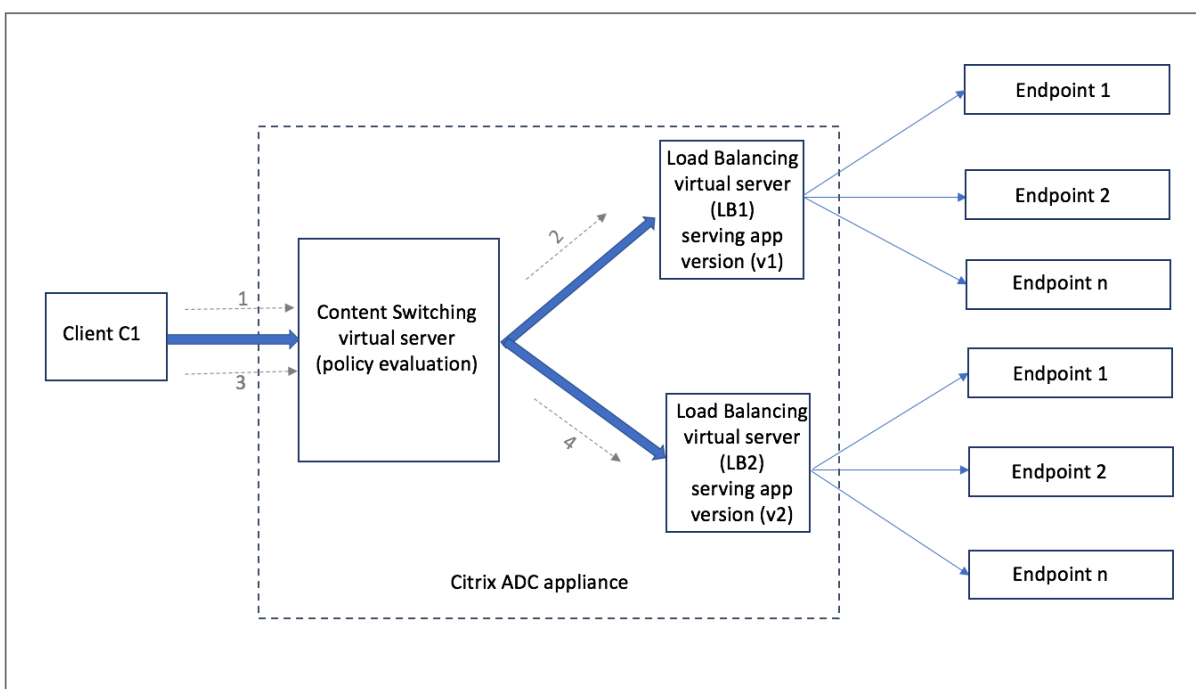 Client C1
1
3
Content Switching
virtual server
(policy evaluation)
2
4
Load Balancing
virtual server
(LB1)
serving app
version (v1)
Load Balancing
virtual server
(LB2)
serving app
version (v2)
Citrix ADC appliance
Endpoint 1
Endpoint 2
Endpoint n
Endpoint 1
Endpoint 2
Endpoint n